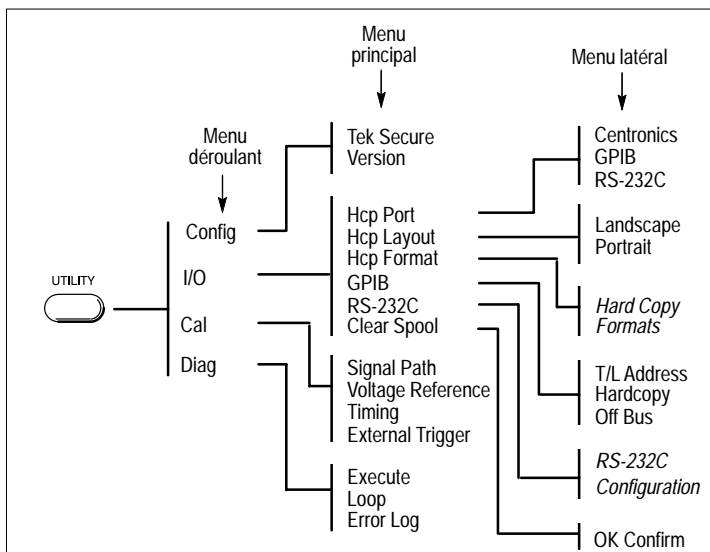 Menu
principal
Menu latéral
Menu
déroulant
Tek Secure
Version
Centronics
GPIB
RS-232C
Config
I/O
Cal
Diag
UTILITY
Hcp Port
Hcp Layout
Hcp Format
GPIB
RS-232C
Clear Spool
Landscape
Portrait
Hard Copy
Formats
Signal Path
Voltage Reference
Timing
External Trigger
T/L Address
Hardcopy
Off Bus
Execute
Loop
Error Log
RS-232C
Configuration
OK Confirm